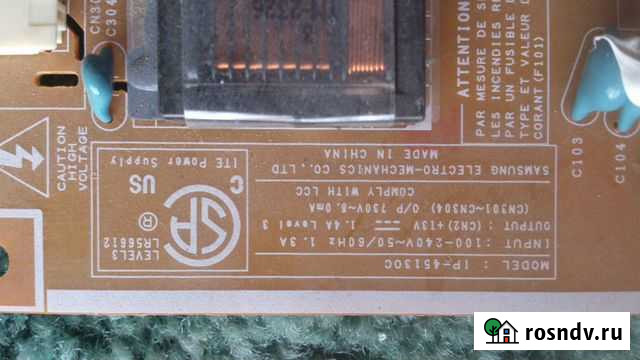 MODEL : IP-45130C
INPUT :100-240V~50/60Hz 1.3A
OUTPUT : (CN2)+13V ⎓ 1.4A Level 3
(CN301~CN304) O/P 730V~8.0mA
COMPLY WITH LCC
SAMSUNG ELECTRO-MECHANICS CO.,LTD
MADE IN CHINA
LEVEL3
LR56612
®
C US
ITE Power Supply
CAUTION
HIGH
VOLTAGE
CN30
C304
ATTENTION
PAR MESURE DE SE
LES INCENDIES RE
PAR UN FUSIBLE D
TYPE ET VALEUR D
CORANT(F101)
C103
C104
rosndv.ru